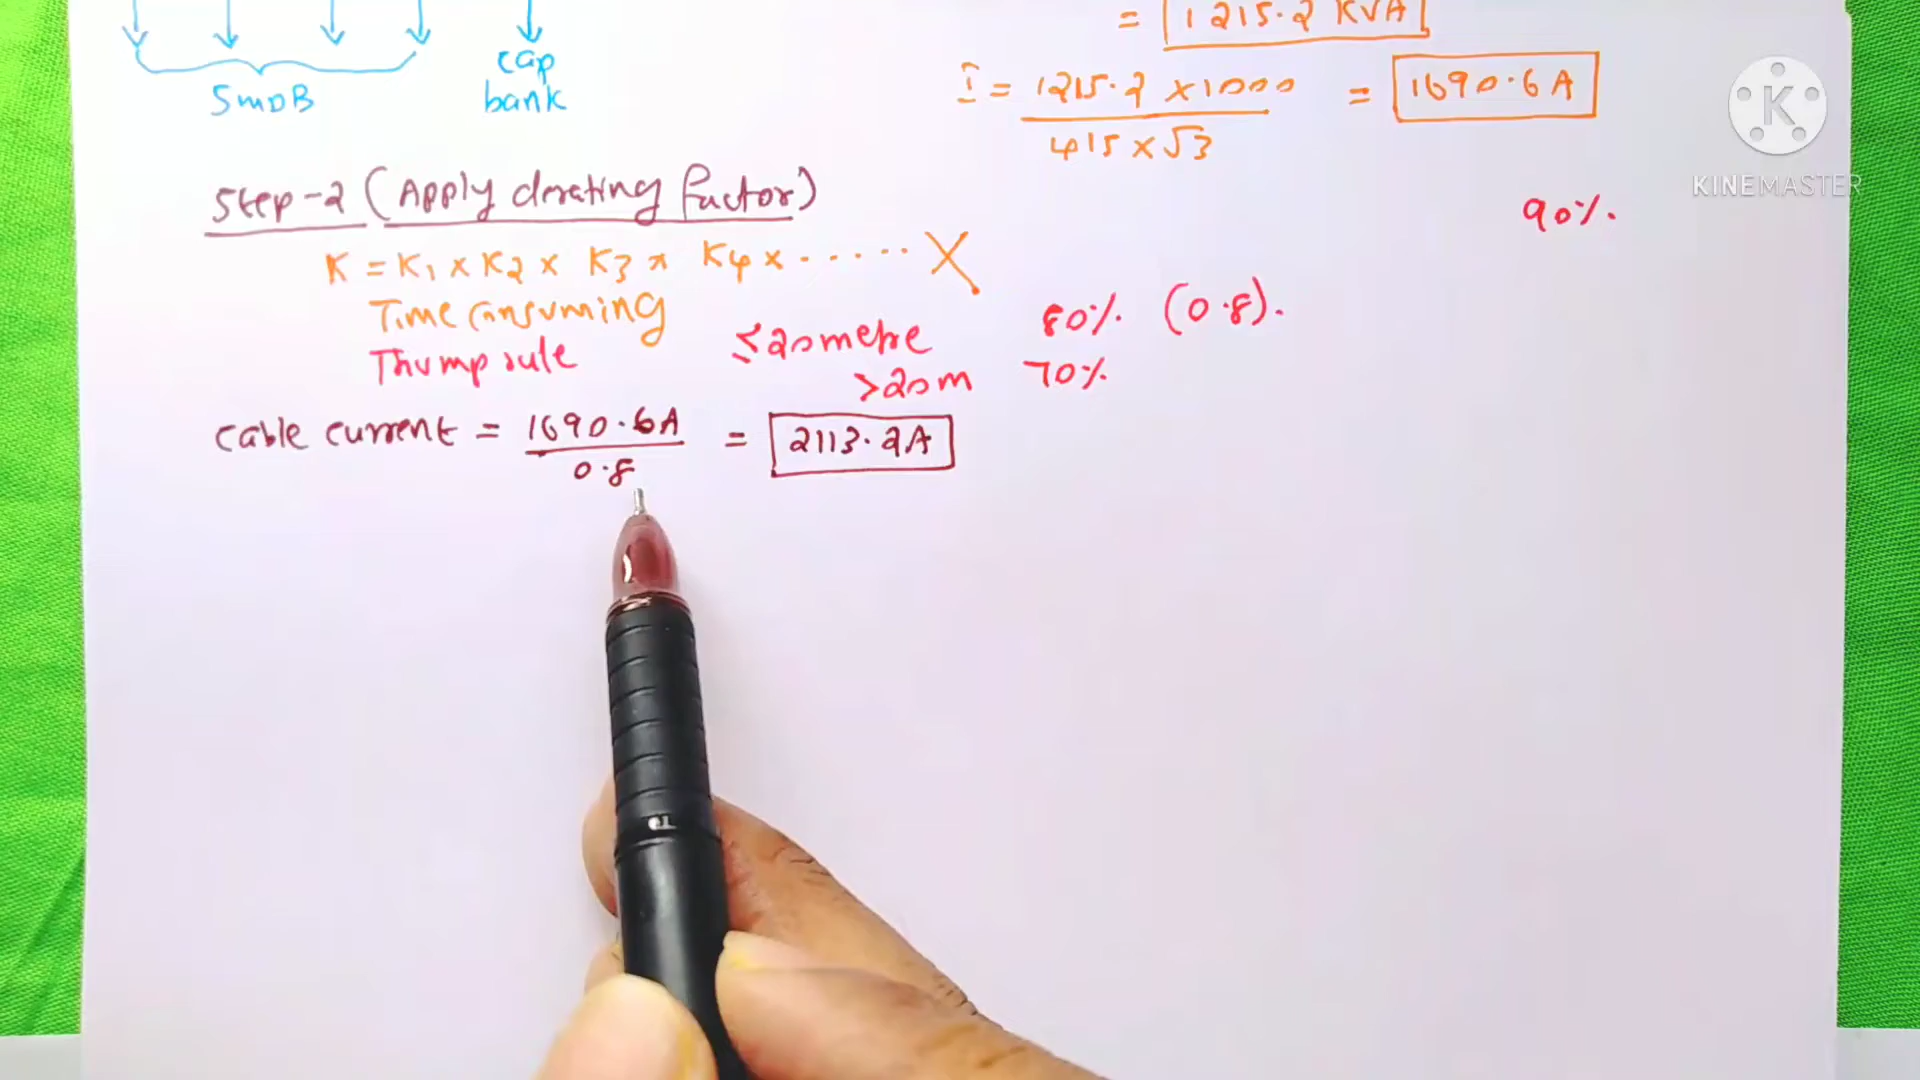 = 1215.2 KVA
cap
bank
SMDB
I = 1215.2 x 1000 = 1690.6 A
415 x √3
K
KINEMASTER
Step-2 (Apply derating factor)
90%.
K = K1 x K2 x K3 x K4 x ...... X
Time consuming
80% (0.8).
Thump rule
≤20 metre
>20m 70%
Cable current = 1690.6A = 2113.2A
0.8